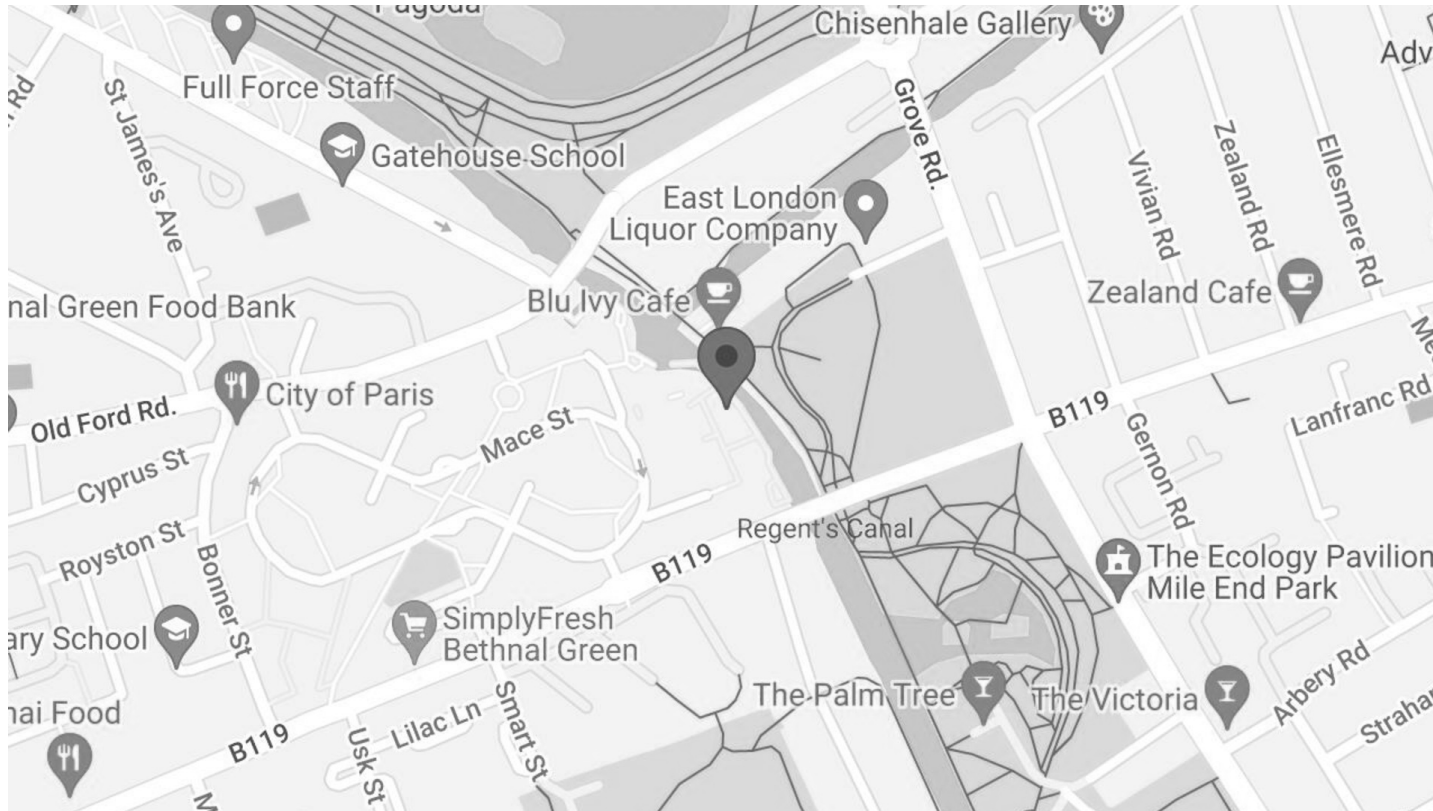 Pagoda
Chisenhale Gallery
Full Force Staff
St James's Ave
Grove Rd.
Gatehouse School
Vivian Rd
Zealand Rd
Ellesmere Rd
East London
Liquor Company
Blu Ivy Cafe
Zealand Cafe
nal Green Food Bank
City of Paris
Old Ford Rd.
Mace St
B119
Lanfranc Rd
Cyprus St
Gernon Rd
Royston St
Regent's Canal
B119
Bonner St
The Ecology Pavilion
Mile End Park
SimplyFresh
Bethnal Green
ary School
The Palm Tree
The Victoria
Arbery Rd
nai Food
Lilac Ln
Smart St
B119
Usk St
Strahan